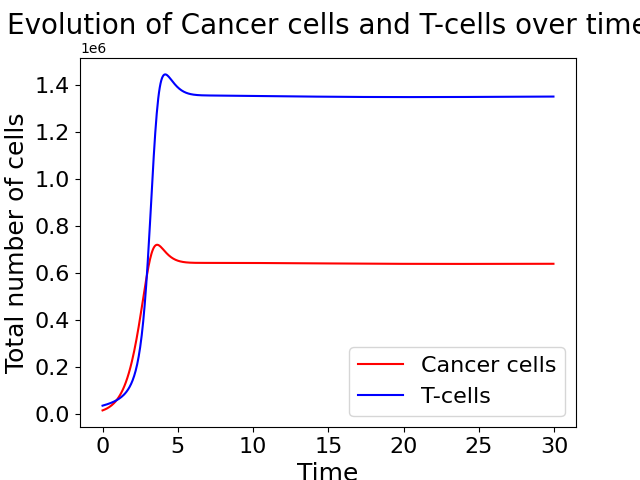 Evolution of Cancer cells and T-cells over time
1e6
Total number of cells
1.4
1.2
1.0
0.8
0.6
0.4
0.2
0.0
Cancer cells
T-cells
0 5 10 15 20 25 30
Time